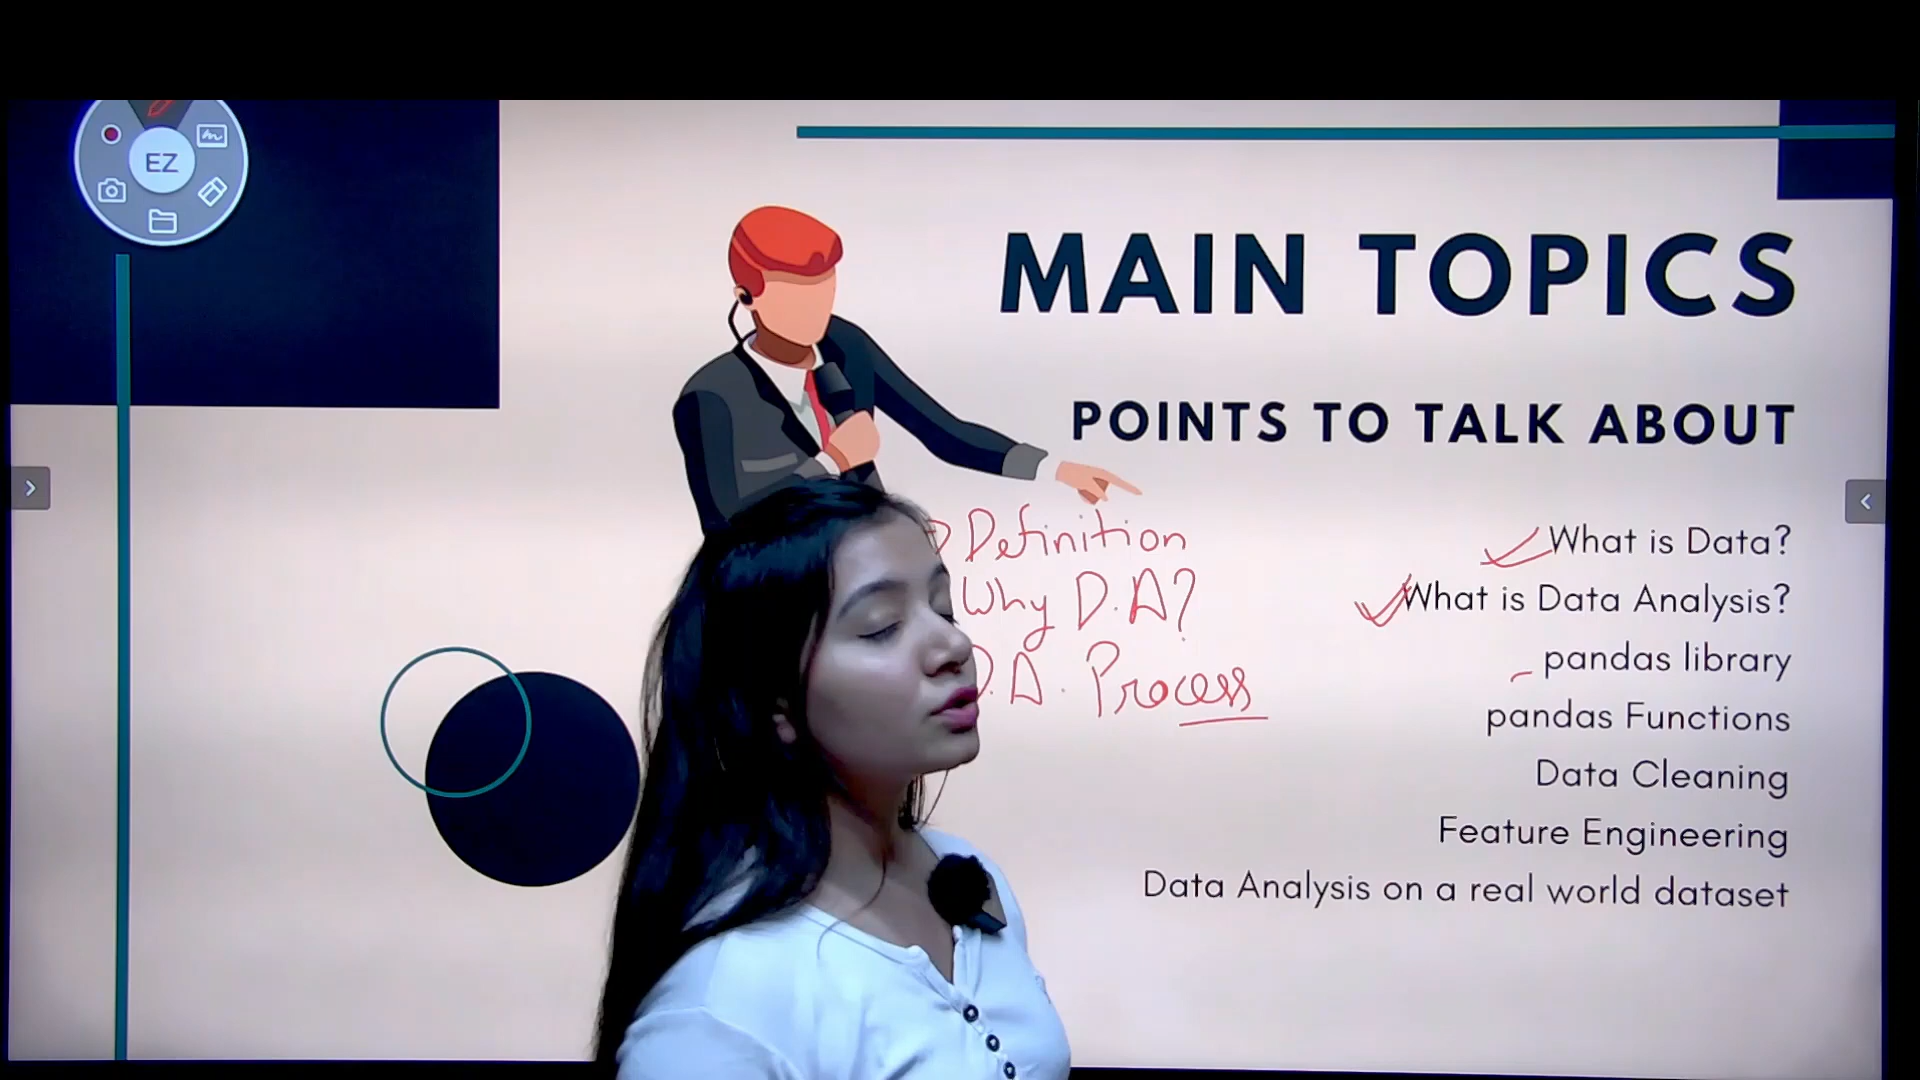 EZ
MAIN TOPICS
POINTS TO TALK ABOUT
Definition
Why D.A?
D.A. Process
What is Data?
What is Data Analysis?
pandas library
pandas Functions
Data Cleaning
Feature Engineering
Data Analysis on a real world dataset